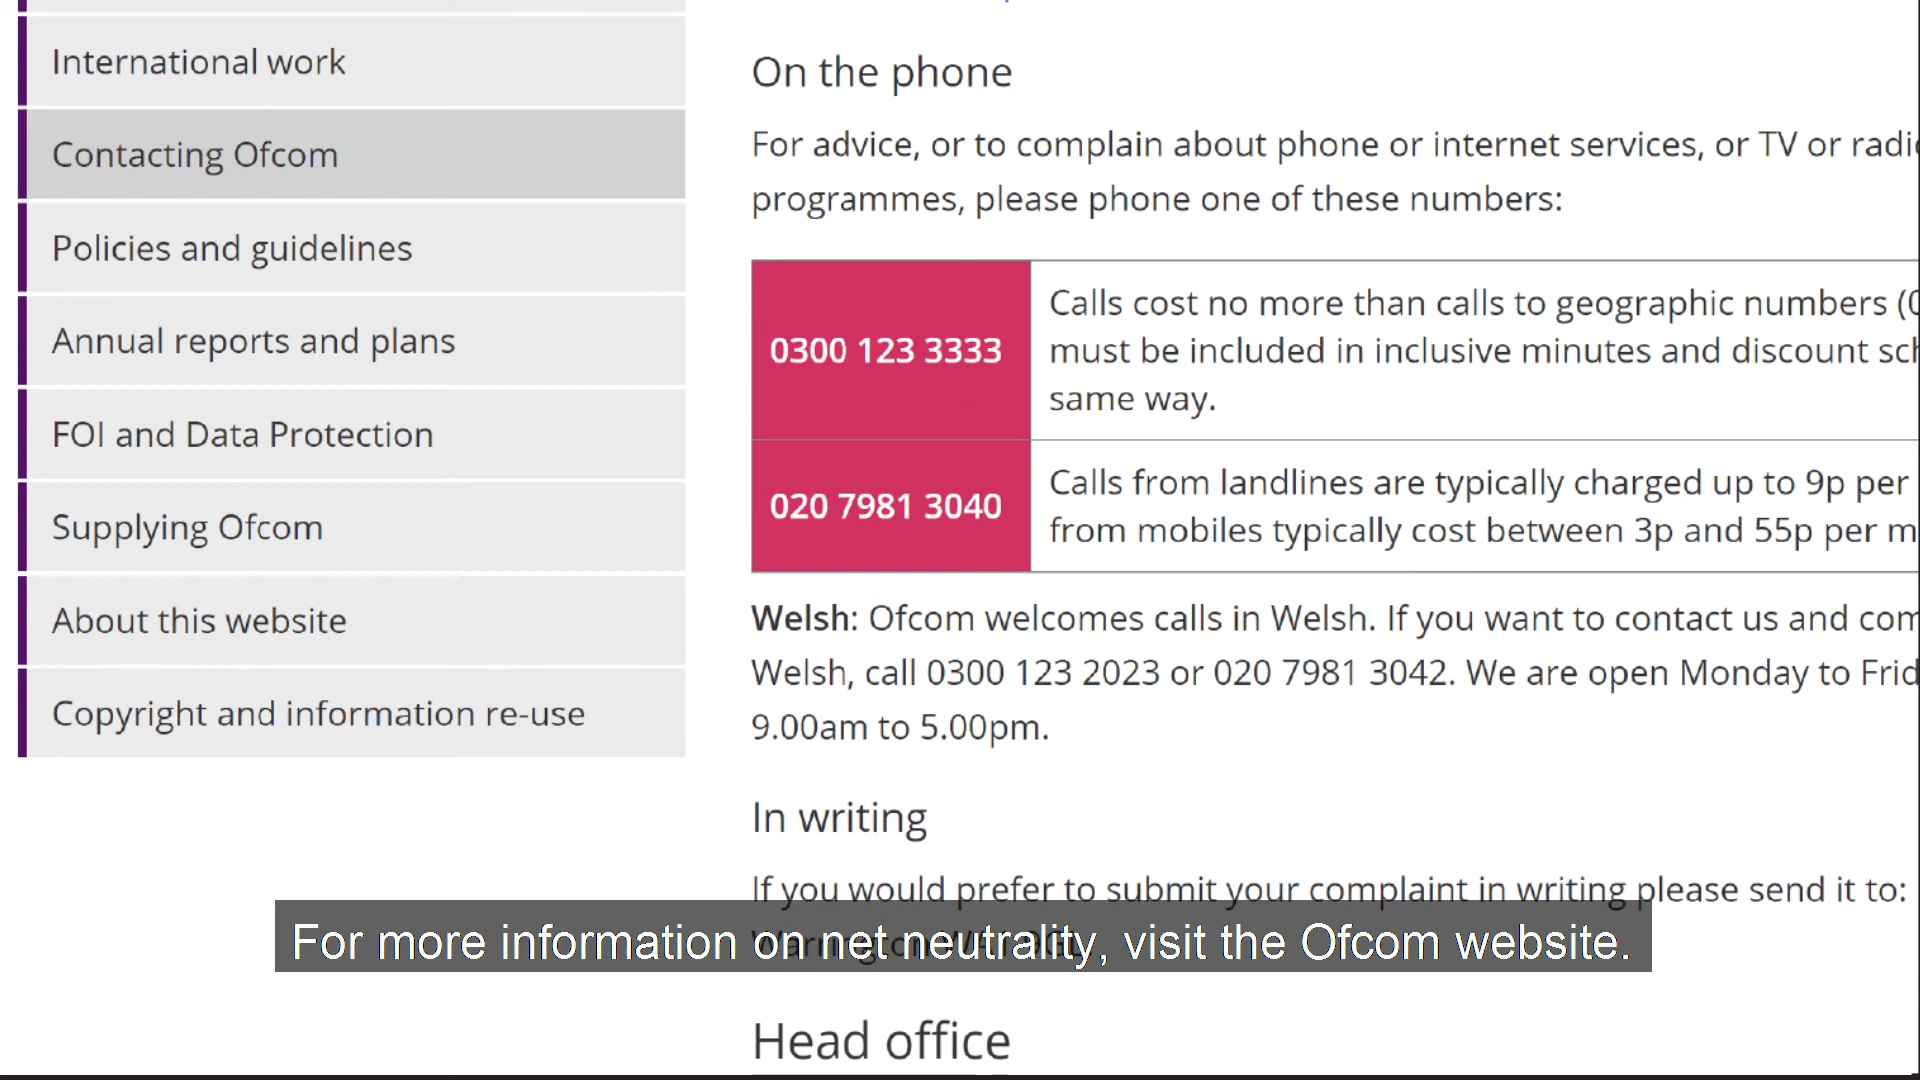 International work
Contacting Ofcom
Policies and guidelines
Annual reports and plans
FOI and Data Protection
Supplying Ofcom
About this website
Copyright and information re-use
On the phone
For advice, or to complain about phone or internet services, or TV or radio
programmes, please phone one of these numbers:
0300 123 3333
Calls cost no more than calls to geographic numbers (0
must be included in inclusive minutes and discount sch
same way.
020 7981 3040
Calls from landlines are typically charged up to 9p per
from mobiles typically cost between 3p and 55p per m
Welsh: Ofcom welcomes calls in Welsh. If you want to contact us and com
Welsh, call 0300 123 2023 or 020 7981 3042. We are open Monday to Frid
9.00am to 5.00pm.
In writing
If you would prefer to submit your complaint in writing please send it to:
For more information on net neutrality, visit the Ofcom website.
Head office